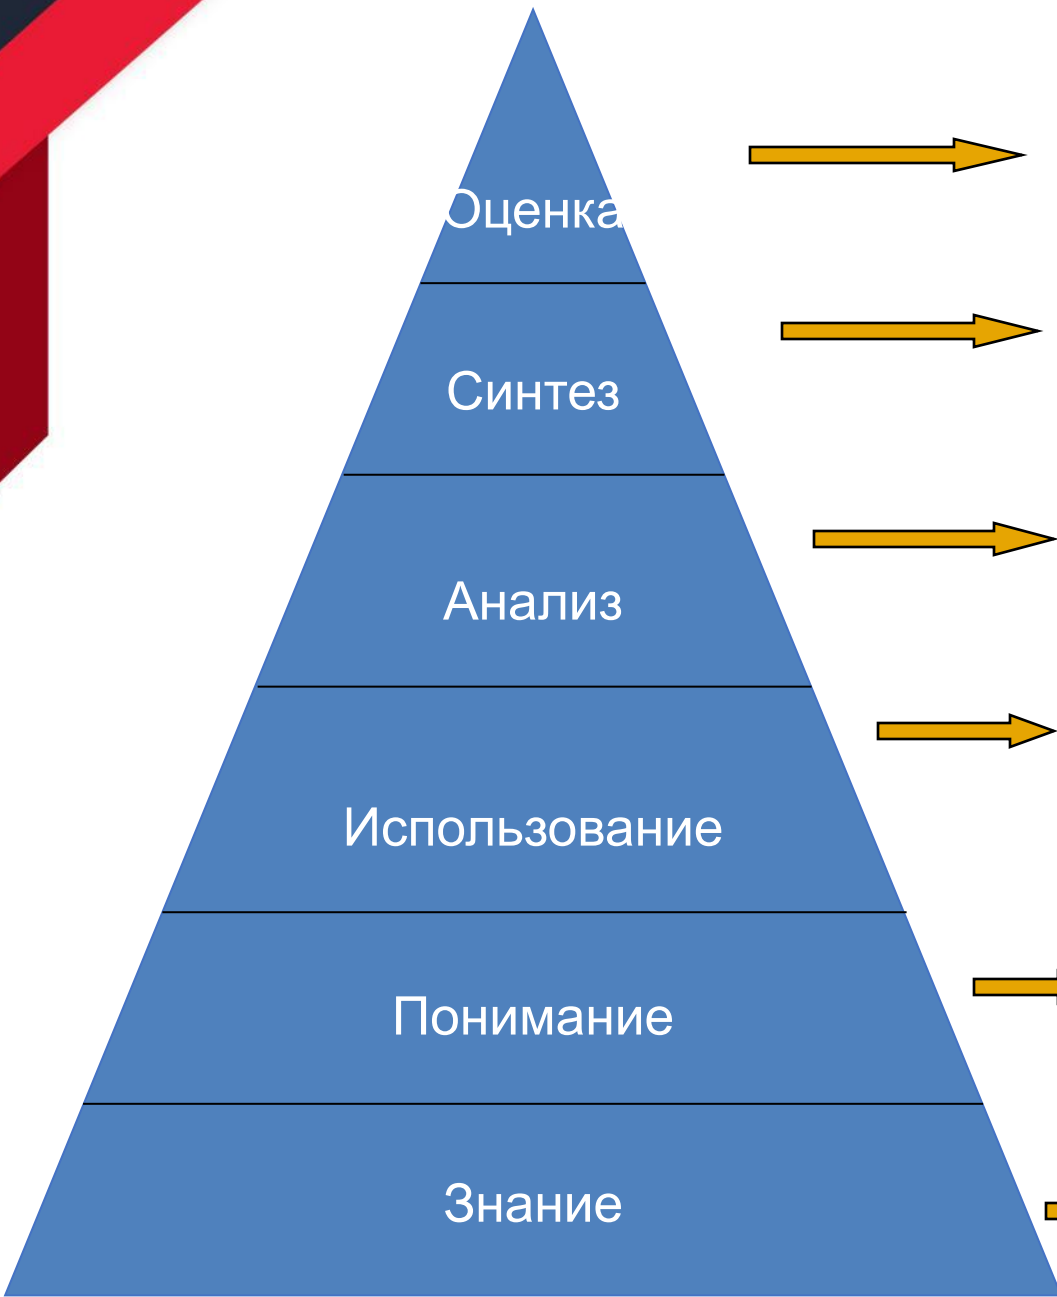 Оценка
Синтез
Анализ
Использование
Понимание
Знание